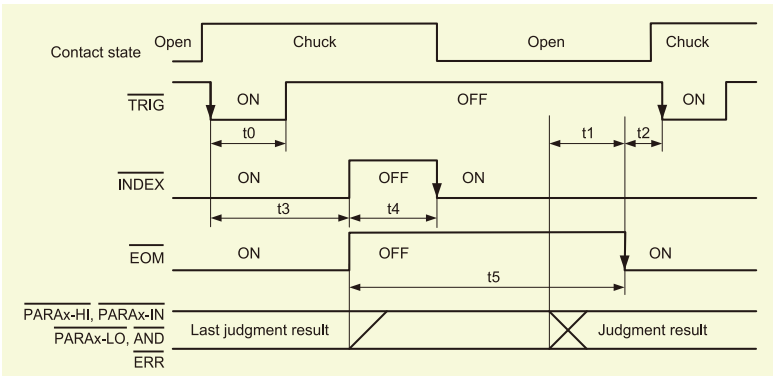 Contact state Open Chuck Open Chuck
TRIG ON OFF ON
t0 t1 t2
INDEX ON OFF ON
t3 t4
EOM ON OFF ON
t5
PARAx-HI, PARAx-IN
PARAx-LO, AND Last judgment result Judgment result
ERR